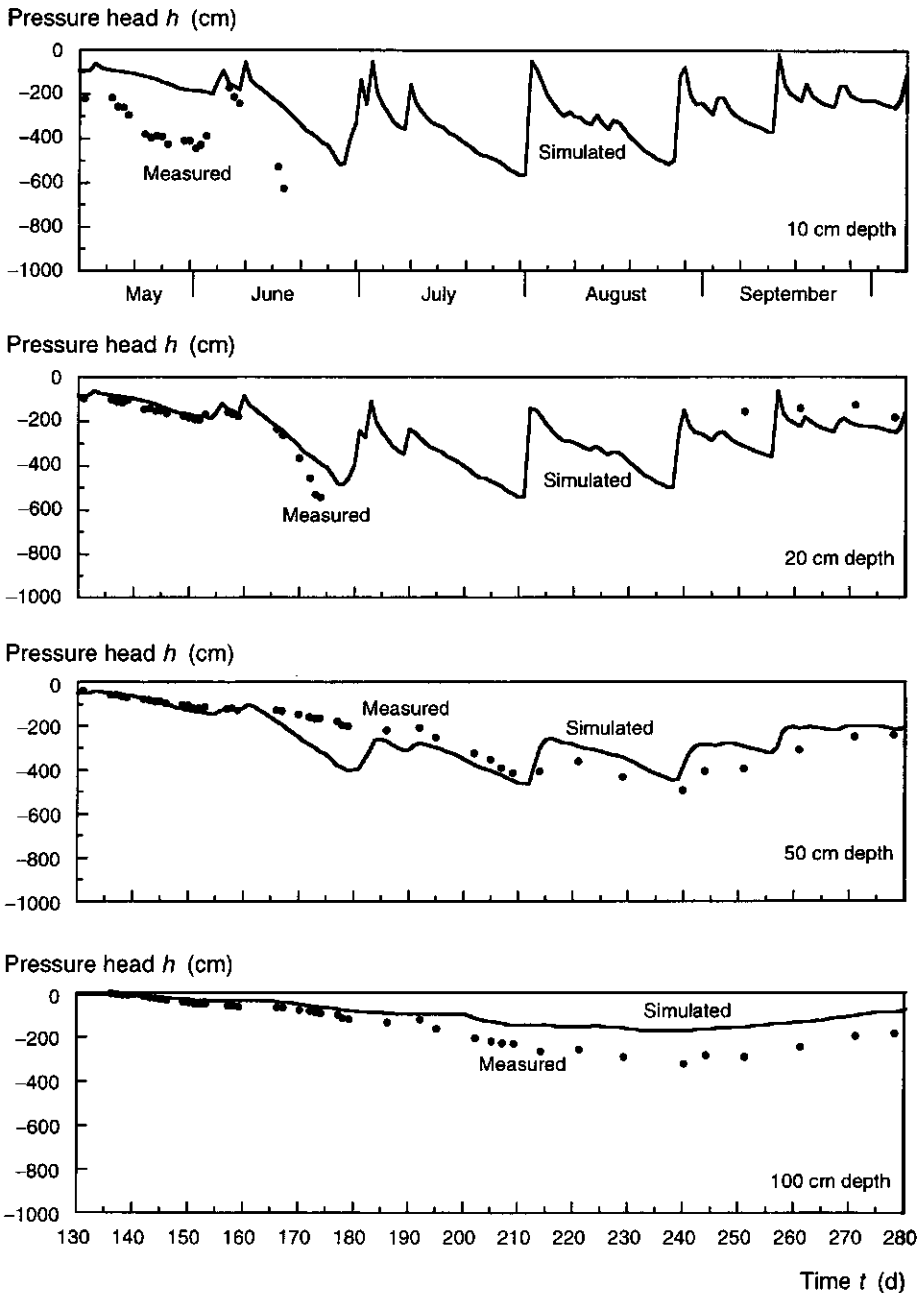 Pressure head h (cm)
0
−200
−400
−600
−800
−1000
Measured
Simulated
10 cm depth
May June July August September
Pressure head h (cm)
0
−200
−400
−600
−800
−1000
Measured
Simulated
20 cm depth
Pressure head h (cm)
0
−200
−400
−600
−800
−1000
Measured
Simulated
50 cm depth
Pressure head h (cm)
0
−200
−400
−600
−800
−1000
Simulated
Measured
100 cm depth
130 140 150 160 170 180 190 200 210 220 230 240 250 260 270 280
Time t (d)